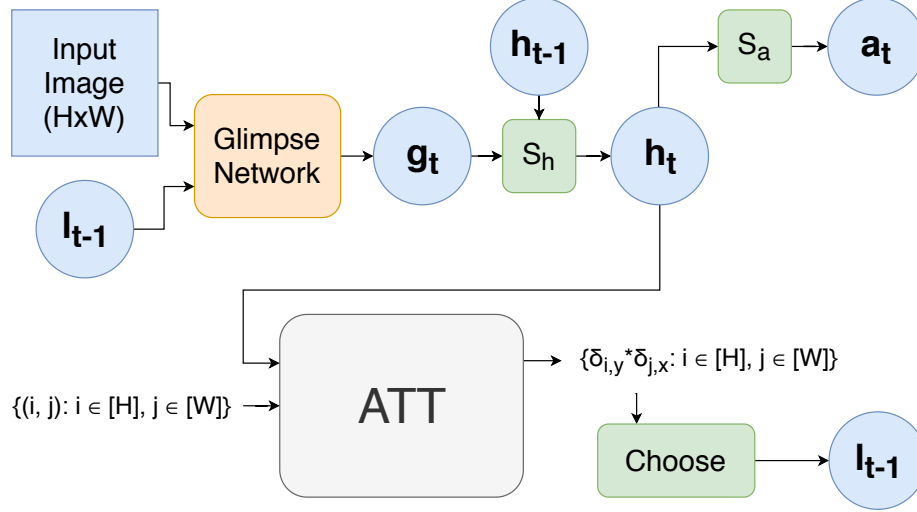 Input
Image
(HxW)
h_{t-1}
S_a
a_t
Glimpse
Network
g_t
S_h
h_t
l_{t-1}
{(i, j): i ∈ [H], j ∈ [W]}
ATT
{δ_{i,y}*δ_{j,x}: i ∈ [H], j ∈ [W]}
Choose
l_{t-1}